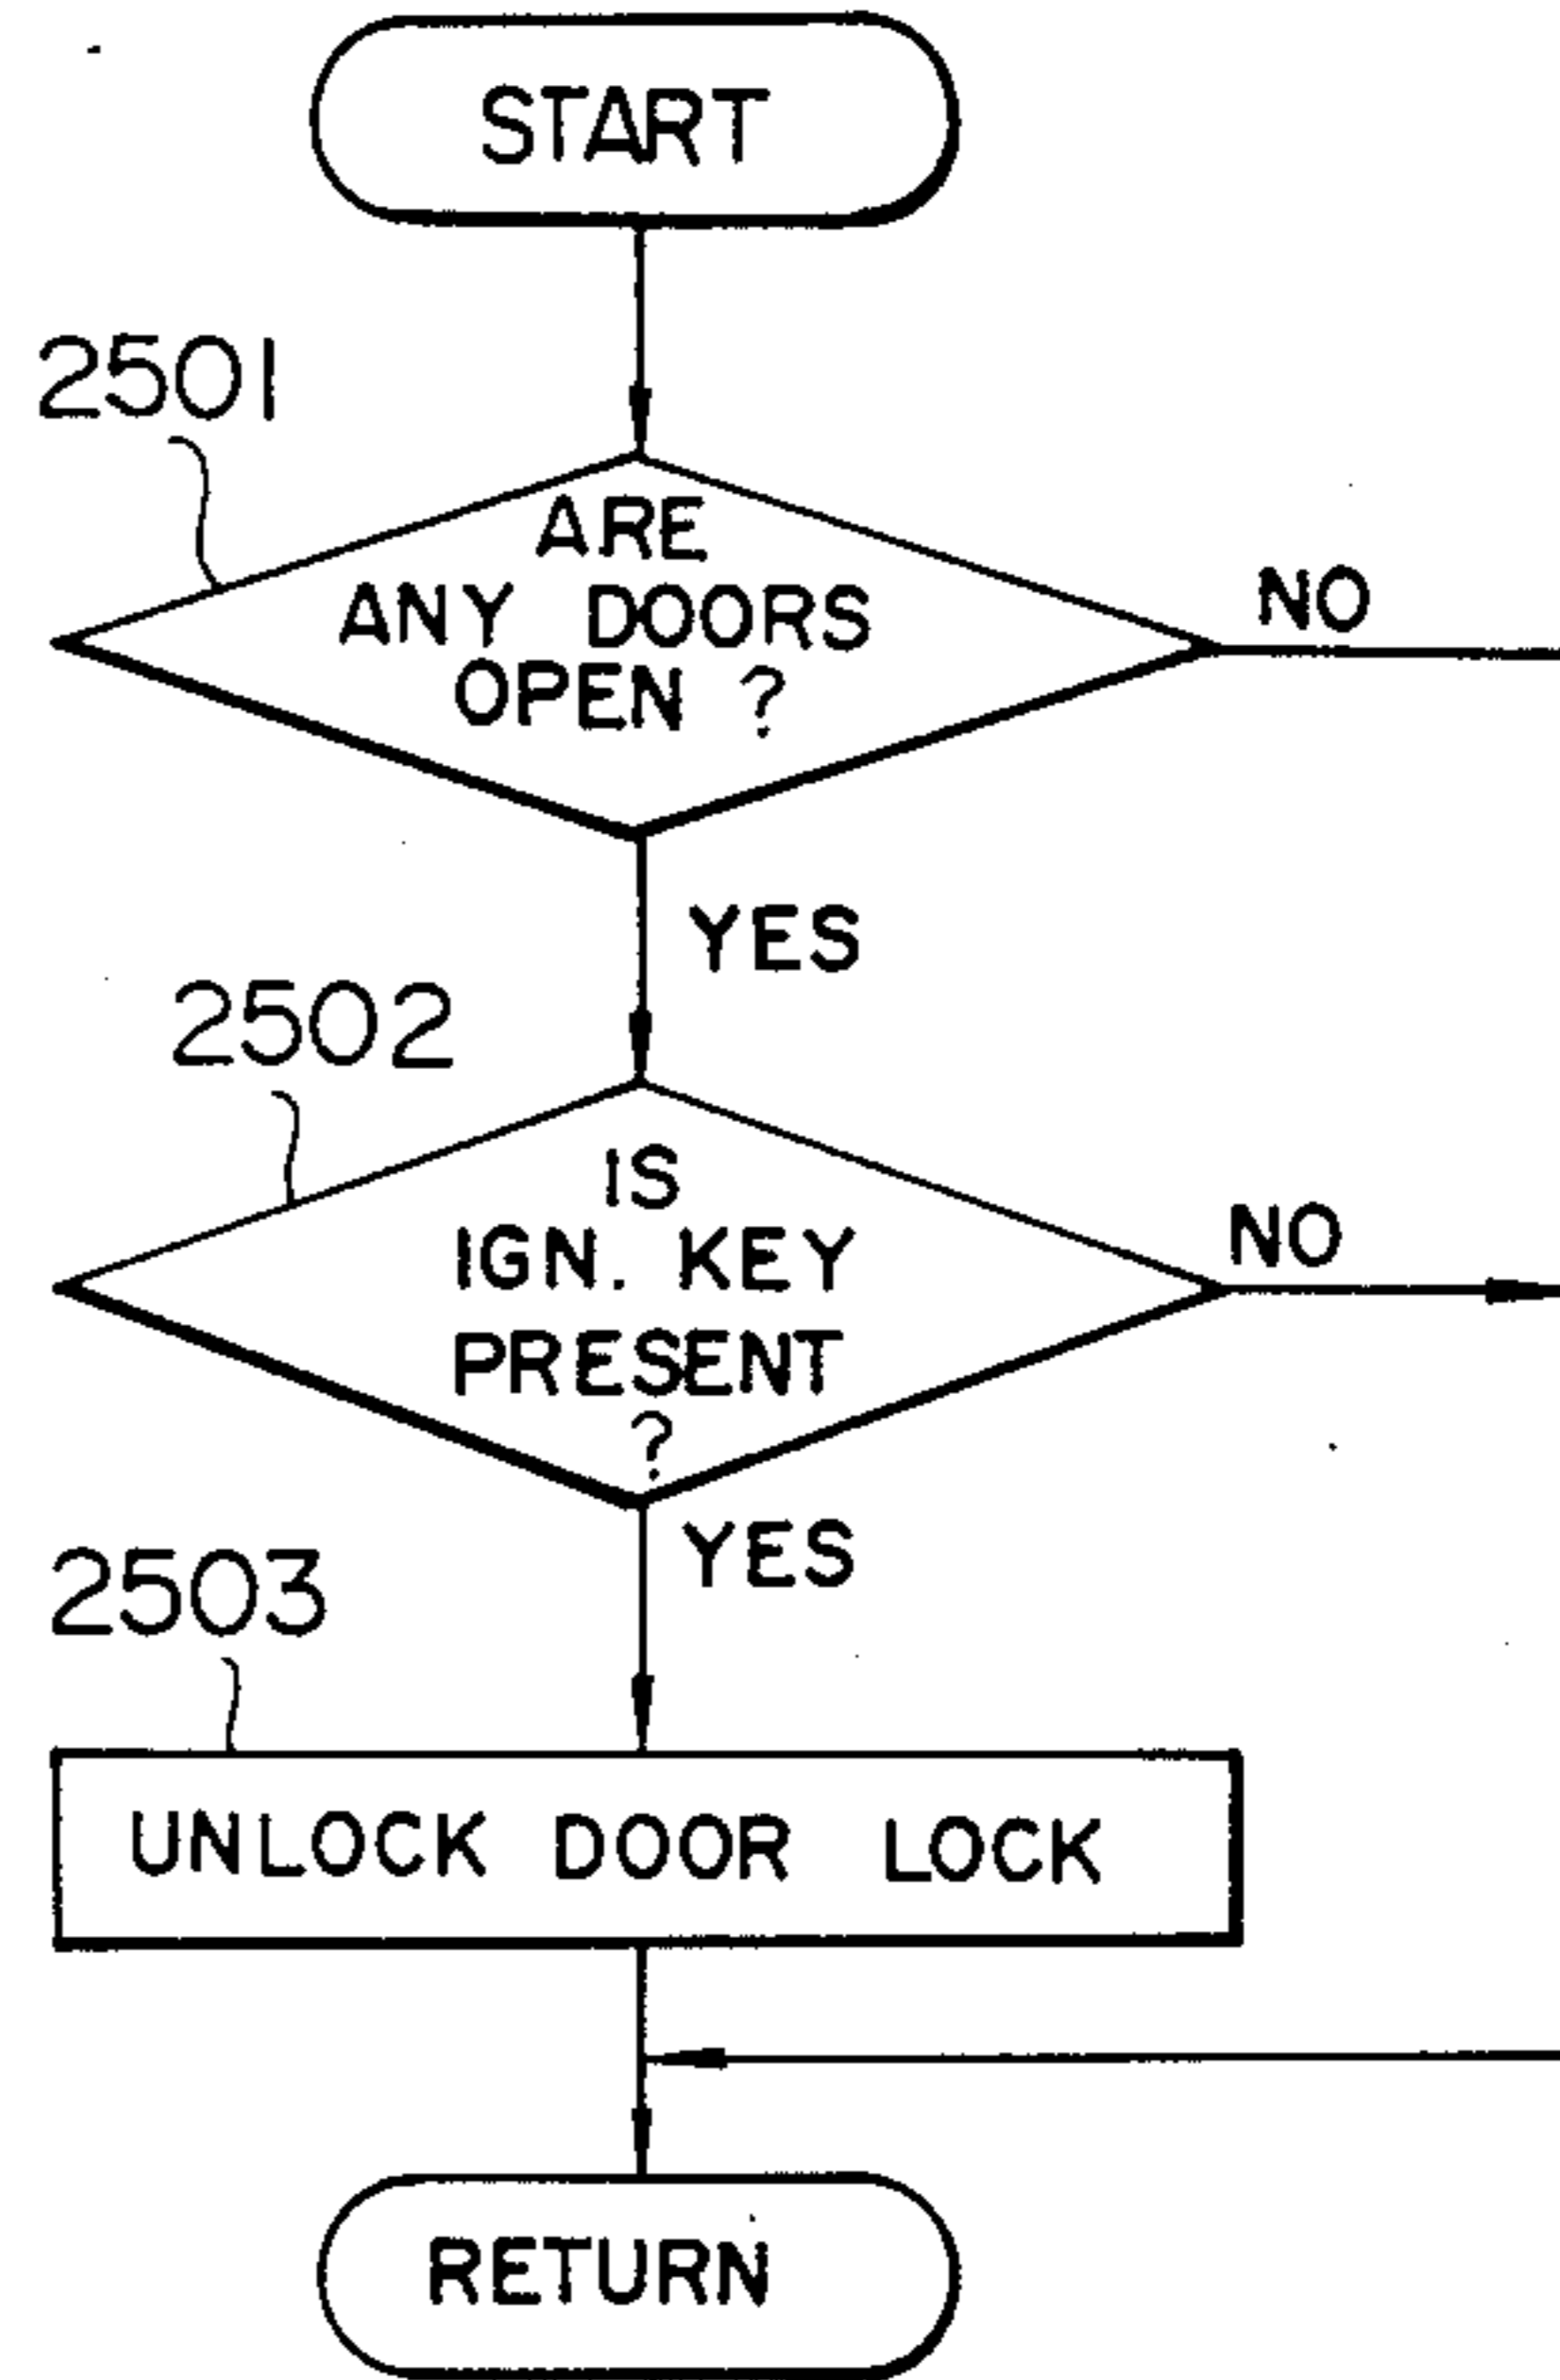 START
2501
ARE
ANY DOORS
OPEN ?
NO
YES
2502
IS
IGN. KEY
PRESENT
?
NO
YES
2503
UNLOCK DOOR LOCK
RETURN